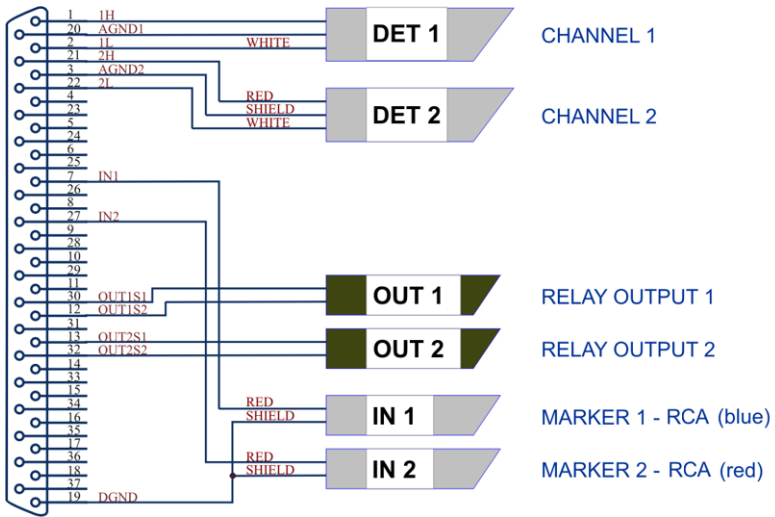 1 1H
20 AGND1
DET 1 CHANNEL 1
2 1L WHITE
21 2H
3 AGND2
22 2L
4 RED
23 SHIELD DET 2 CHANNEL 2
5 WHITE
24
6
25
7 IN1
26
8
27 IN2
9
28
10
29
11
30 OUT1S1 OUT 1 RELAY OUTPUT 1
12 OUT1S2
31
13 OUT2S1
32 OUT2S2 OUT 2 RELAY OUTPUT 2
14
33
15
34 RED
16 SHIELD IN 1 MARKER 1 - RCA (blue)
35
17
36 RED
18 SHIELD IN 2 MARKER 2 - RCA (red)
37
19 DGND